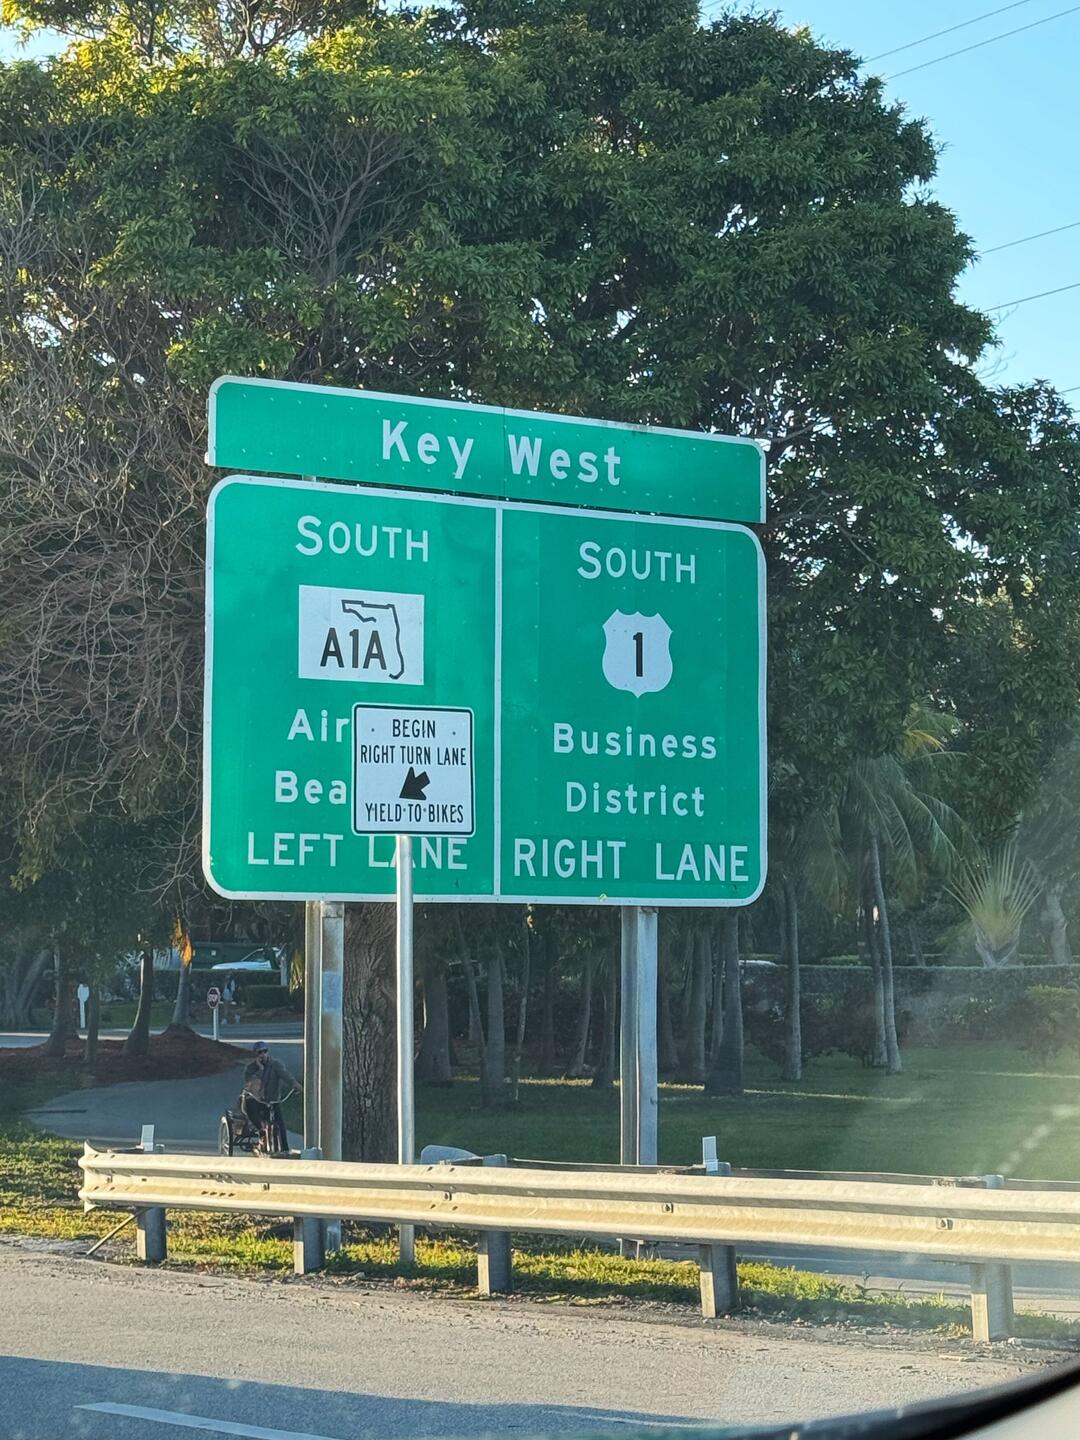 Key West
SOUTH
A1A
Air
Bea
LEFT LANE
BEGIN
RIGHT TURN LANE
YIELD TO BIKES
SOUTH
1
Business
District
RIGHT LANE